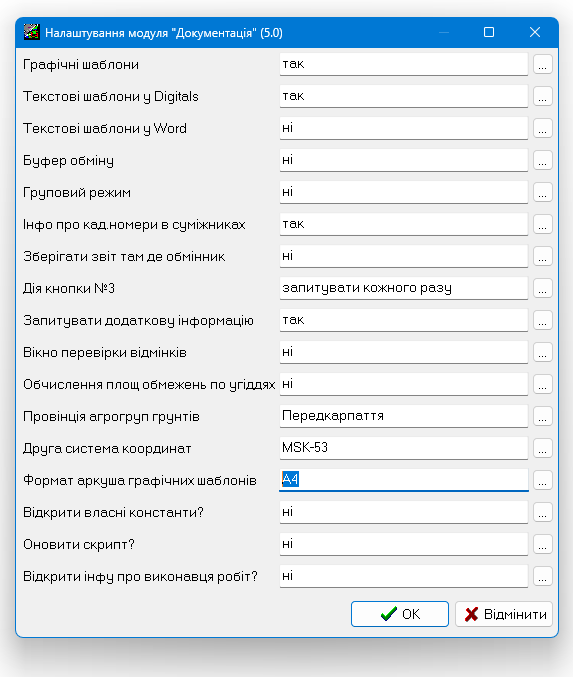 Налаштування модуля "Документація" (5.0)
Графічні шаблони так ...
Текстові шаблони у Digitals так ...
Текстові шаблони у Word ні ...
Буфер обміну ні ...
Груповий режим ні ...
Інфо про кад.номери в суміжниках так ...
Зберігати звіт там де обмінник ні ...
Дія кнопки №3 запитувати кожного разу ...
Запитувати додаткову інформацію так ...
Вікно перевірки відмінків ні ...
Обчислення площ обмежень по угіддях ні ...
Провінція агрогруп грунтів Передкарпаття ...
Друга система координат MSK-53 ...
Формат аркуша графічних шаблонів А4 ...
Відкрити власні константи? ні ...
Оновити скрипт? ні ...
Відкрити інфу про виконавця робіт? ні ...
ОК Відмінити